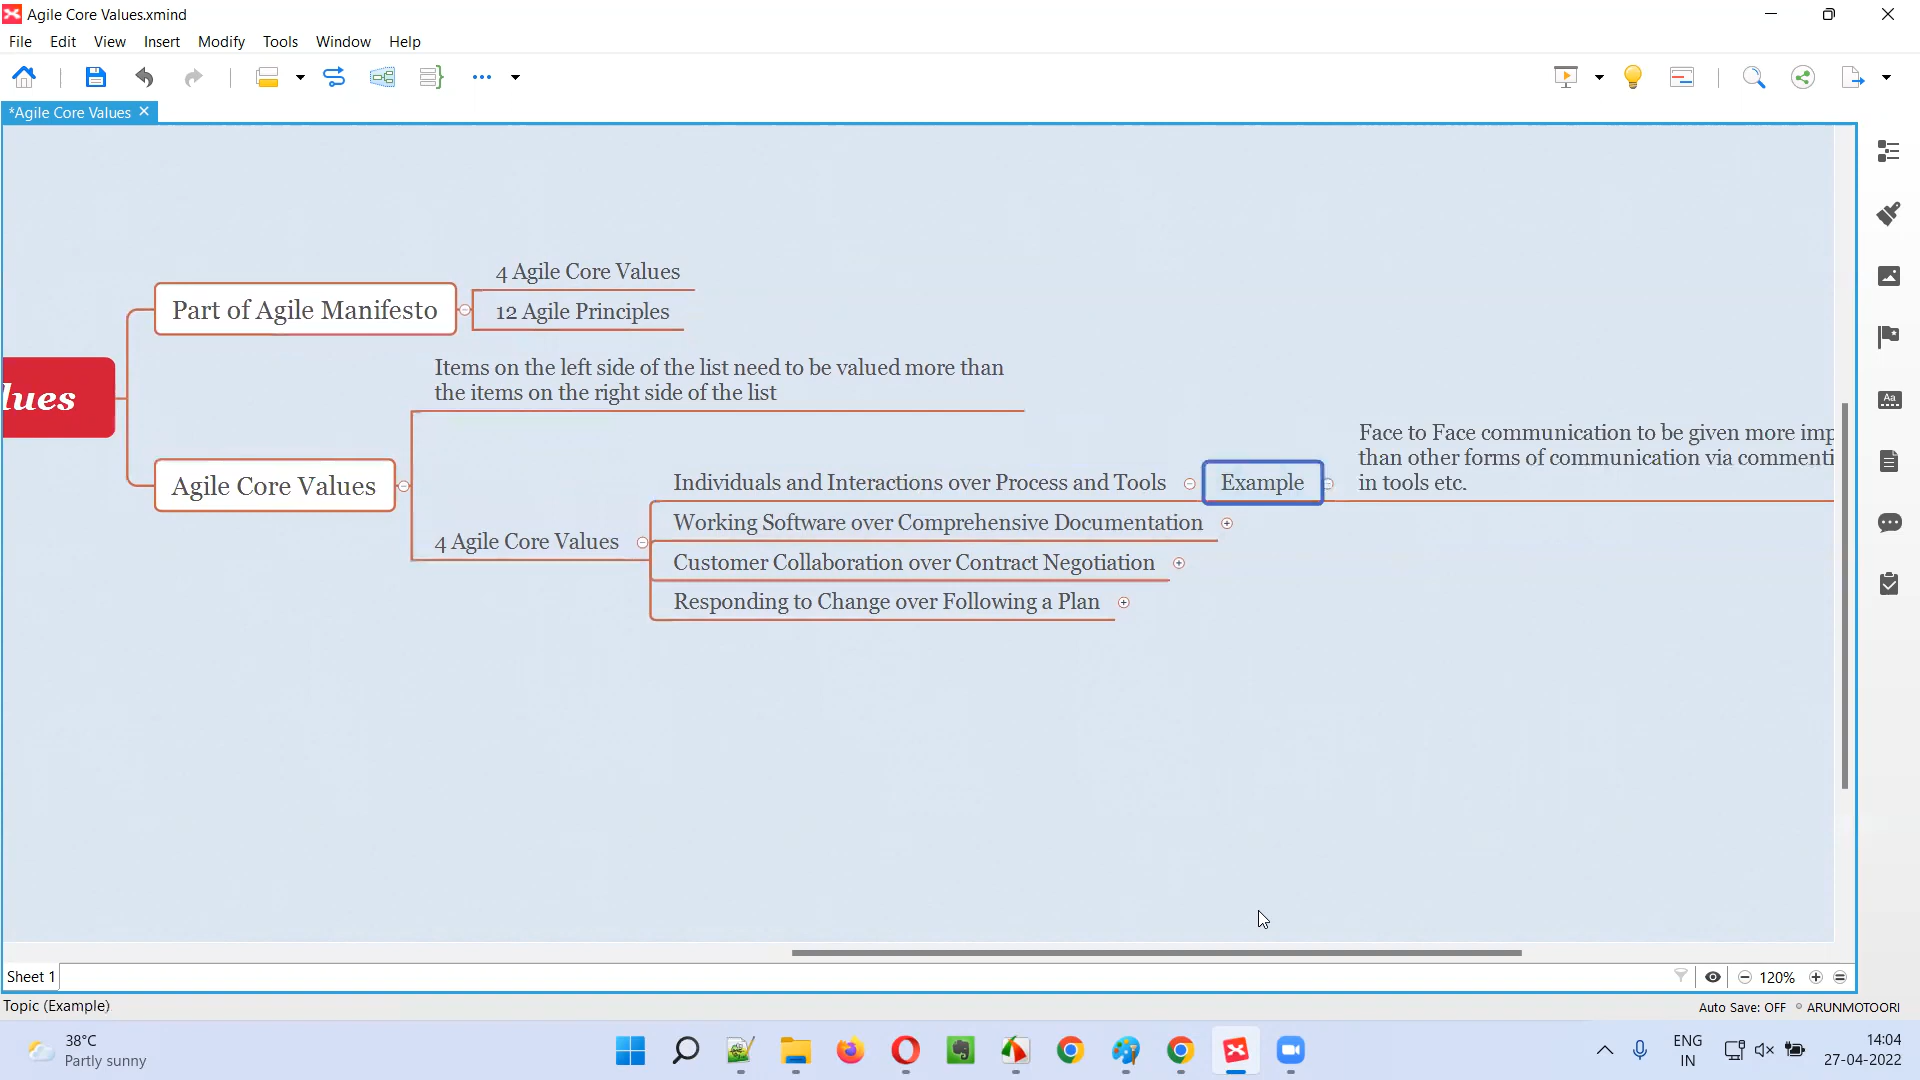 Agile Core Values.xmind
File Edit View Insert Modify Tools Window Help
*Agile Core Values
4 Agile Core Values
Part of Agile Manifesto
12 Agile Principles
Items on the left side of the list need to be valued more than
the items on the right side of the list
lues
Face to Face communication to be given more imp
than other forms of communication via commenti
in tools etc.
Agile Core Values
Individuals and Interactions over Process and Tools
Example
Working Software over Comprehensive Documentation
4 Agile Core Values
Customer Collaboration over Contract Negotiation
Responding to Change over Following a Plan
Aa
Sheet 1
120%
Topic (Example)
Auto Save: OFF
ARUNMOTOORI
38°C
Partly sunny
ENG
IN
14:04
27-04-2022